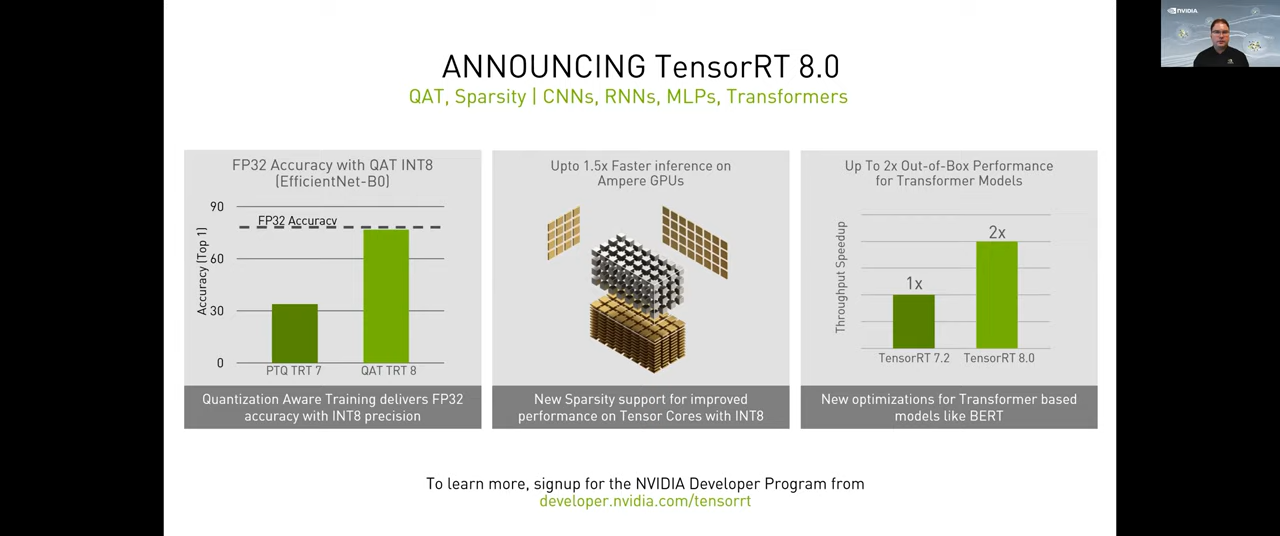 NVIDIA
ANNOUNCING TensorRT 8.0
QAT, Sparsity | CNNs, RNNs, MLPs, Transformers
FP32 Accuracy with QAT INT8
(EfficientNet-B0)
90
FP32 Accuracy
60
30
0
Accuracy (Top 1)
PTQ TRT 7
QAT TRT 8
Quantization Aware Training delivers FP32
accuracy with INT8 precision
Upto 1.5x Faster inference on
Ampere GPUs
New Sparsity support for improved
performance on Tensor Cores with INT8
Up To 2x Out-of-Box Performance
for Transformer Models
Throughput Speedup
1x
2x
TensorRT 7.2
TensorRT 8.0
New optimizations for Transformer based
models like BERT
To learn more, signup for the NVIDIA Developer Program from
developer.nvidia.com/tensorrt